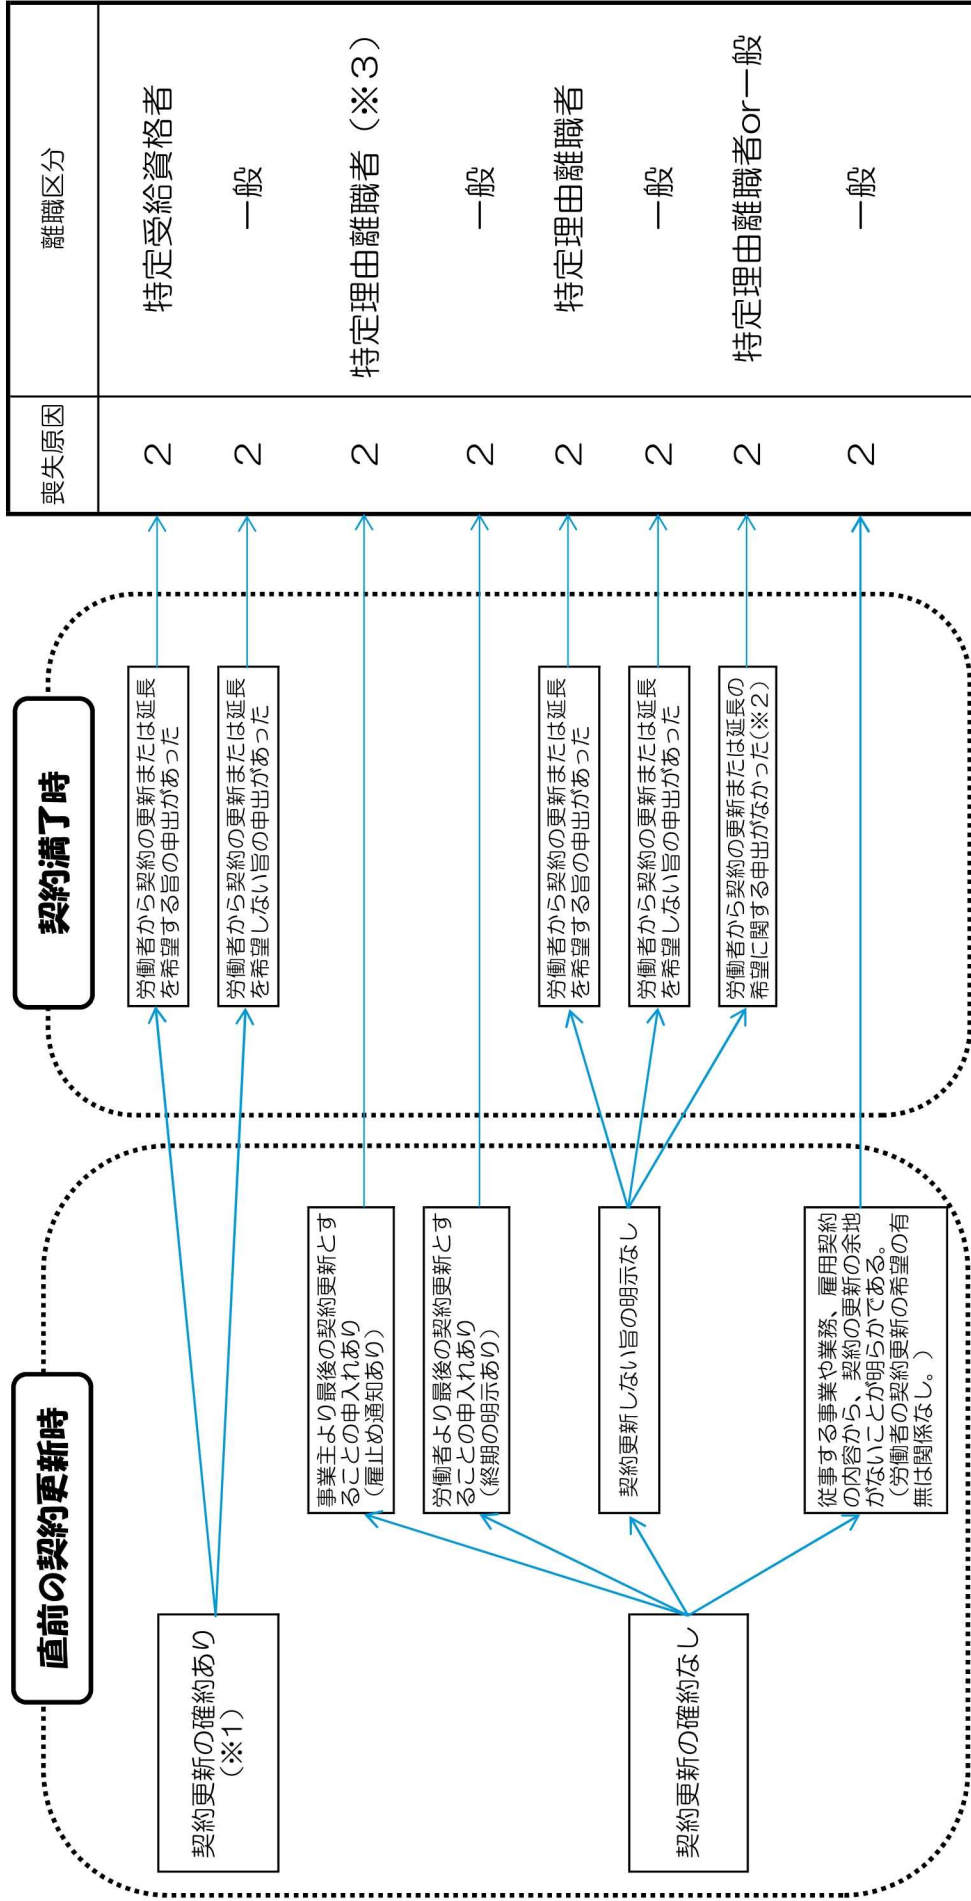 直前の契約更新時
契約更新の確約あり
(※1)
契約更新の確約なし
事業主より最後の契約更新とす
ることの申入れあり
(雇止め通知あり)
労働者より最後の契約更新とす
ることの申入れあり
(終期の明示あり)
契約更新しない旨の明示なし
従事する事業や業務、雇用契約
の内容から、契約の更新の余地
がないことが明らかである。
(労働者の契約更新の希望の有
無は関係なし。)
契約満了時
労働者から契約の更新または延長
を希望する旨の申出があった
労働者から契約の更新または延長
を希望しない旨の申出があった
労働者から契約の更新または延長
を希望する旨の申出があった
労働者から契約の更新または延長
を希望しない旨の申出があった
労働者から契約の更新または延長の
希望に関する申出がなかった(※2)
喪失原因 離職区分
2 特定受給資格者
2 一般
2 特定理由離職者(※3)
2 一般
2 特定理由離職者
2 一般
2 特定理由離職者or一般
2 一般